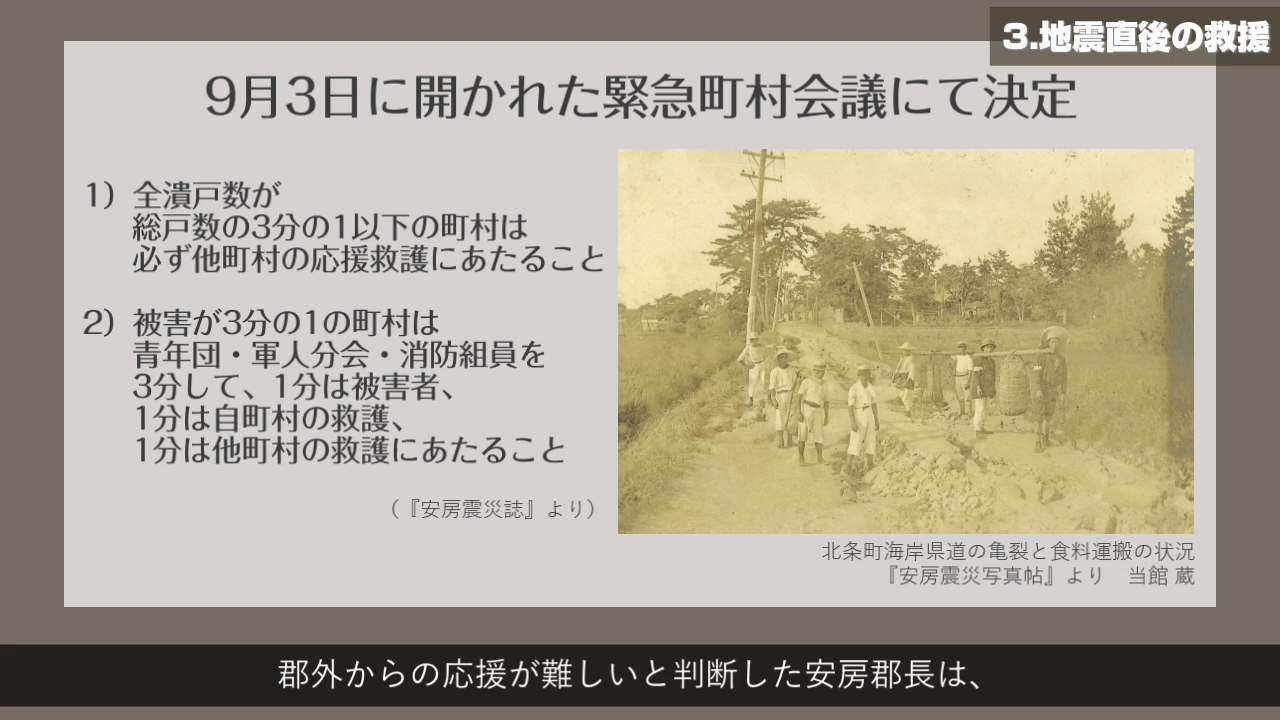 3.地震直後の救援
9月3日に開かれた緊急町村会議にて決定
1）全潰戸数が
総戸数の3分の1以下の町村は
必ず他町村の応援救護にあたること
2）被害が3分の1の町村は
青年団・軍人分会・消防組員を
3分して、1分は被害者、
1分は自町村の救護、
1分は他町村の救護にあたること
（『安房震災誌』より）
北条町海岸県道の亀裂と食料運搬の状況
『安房震災写真帖』より　当館 蔵
郡外からの応援が難しいと判断した安房郡長は、